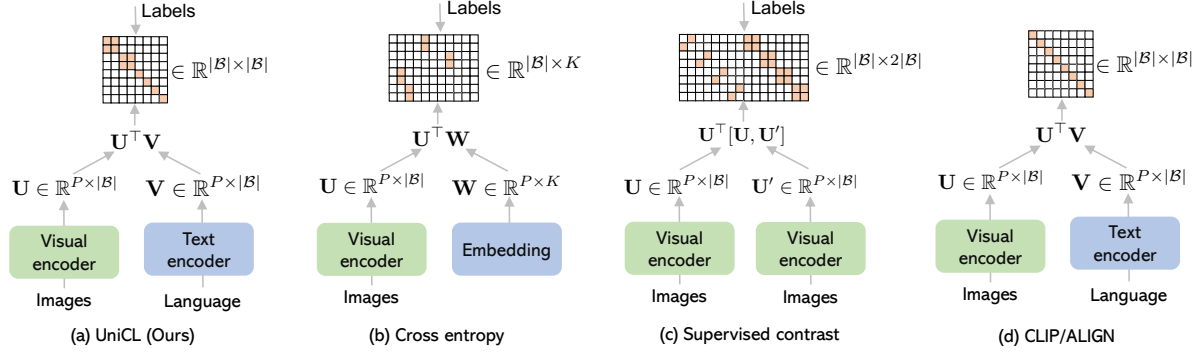 Labels
∈ ℝ^{|𝓑|×|𝓑|}
U^⊤V
U ∈ ℝ^{P×|𝓑|}
V ∈ ℝ^{P×|𝓑|}
Visual
encoder
Text
encoder
Images
Language
(a) UniCL (Ours)
Labels
∈ ℝ^{|𝓑|×K}
U^⊤W
U ∈ ℝ^{P×|𝓑|}
W ∈ ℝ^{P×K}
Visual
encoder
Embedding
Images
(b) Cross entropy
Labels
∈ ℝ^{|𝓑|×2|𝓑|}
U^⊤[U, U′]
U ∈ ℝ^{P×|𝓑|}
U′ ∈ ℝ^{P×|𝓑|}
Visual
encoder
Visual
encoder
Images
Images
(c) Supervised contrast
∈ ℝ^{|𝓑|×|𝓑|}
U^⊤V
U ∈ ℝ^{P×|𝓑|}
V ∈ ℝ^{P×|𝓑|}
Visual
encoder
Text
encoder
Images
Language
(d) CLIP/ALIGN